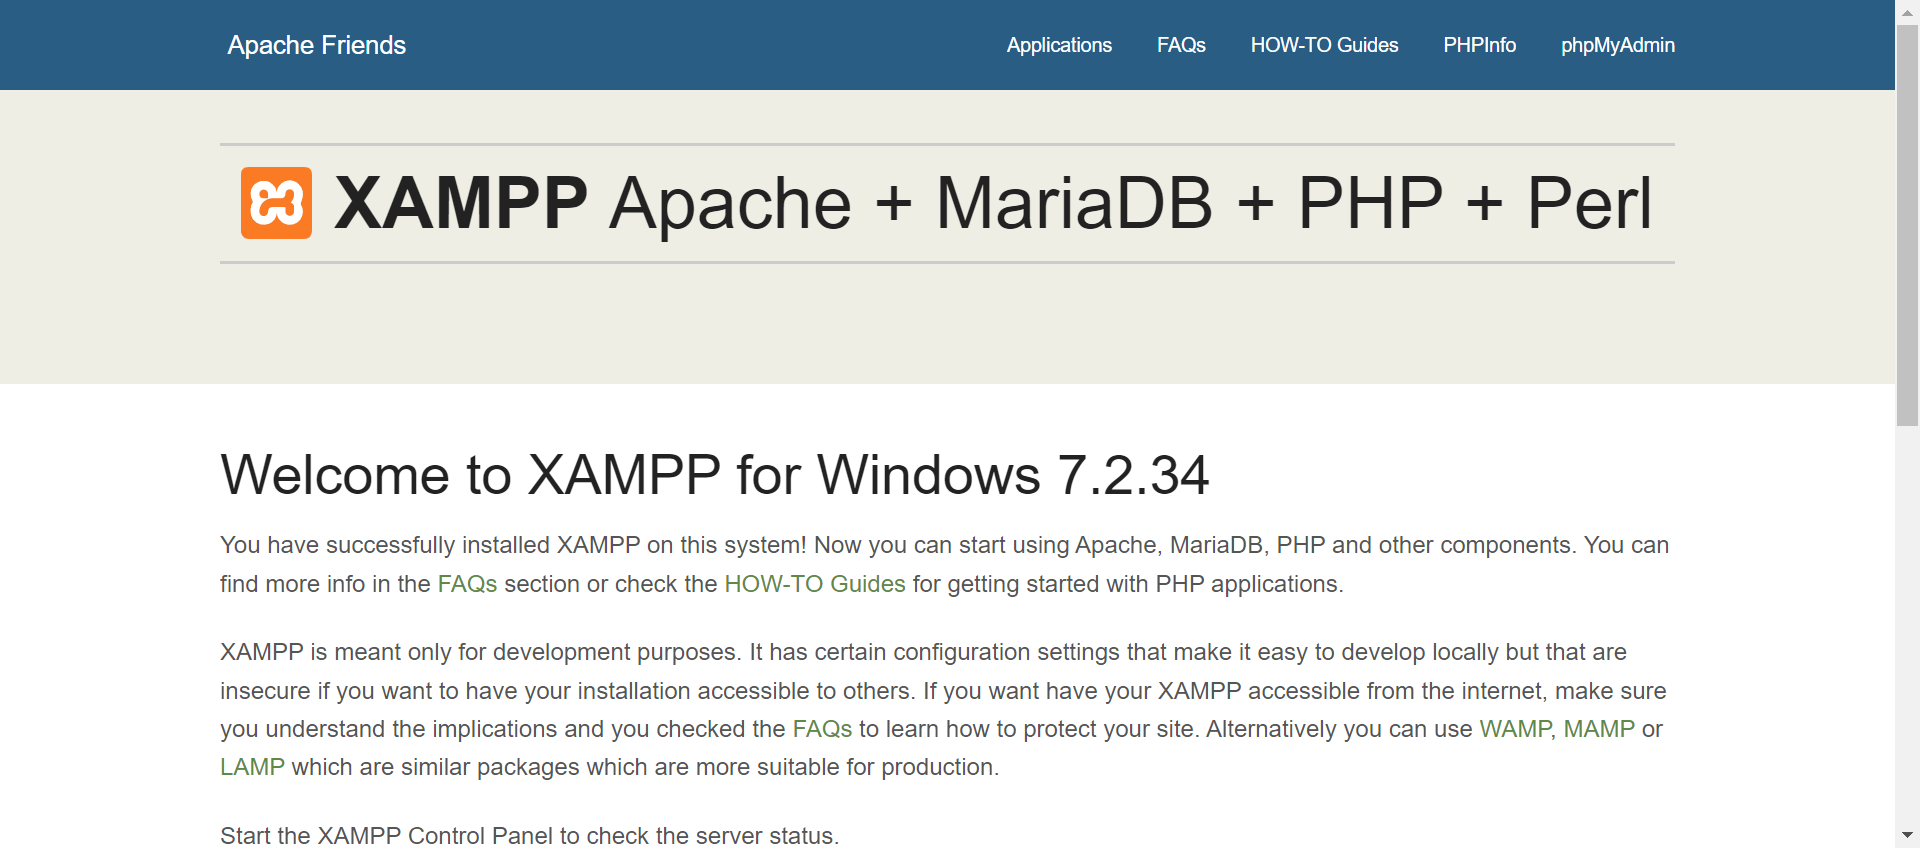 Apache Friends
Applications
FAQs
HOW-TO Guides
PHPInfo
phpMyAdmin
XAMPP Apache + MariaDB + PHP + Perl
Welcome to XAMPP for Windows 7.2.34
You have successfully installed XAMPP on this system! Now you can start using Apache, MariaDB, PHP and other components. You can
find more info in the FAQs section or check the HOW-TO Guides for getting started with PHP applications.
XAMPP is meant only for development purposes. It has certain configuration settings that make it easy to develop locally but that are
insecure if you want to have your installation accessible to others. If you want have your XAMPP accessible from the internet, make sure
you understand the implications and you checked the FAQs to learn how to protect your site. Alternatively you can use WAMP, MAMP or
LAMP which are similar packages which are more suitable for production.
Start the XAMPP Control Panel to check the server status.